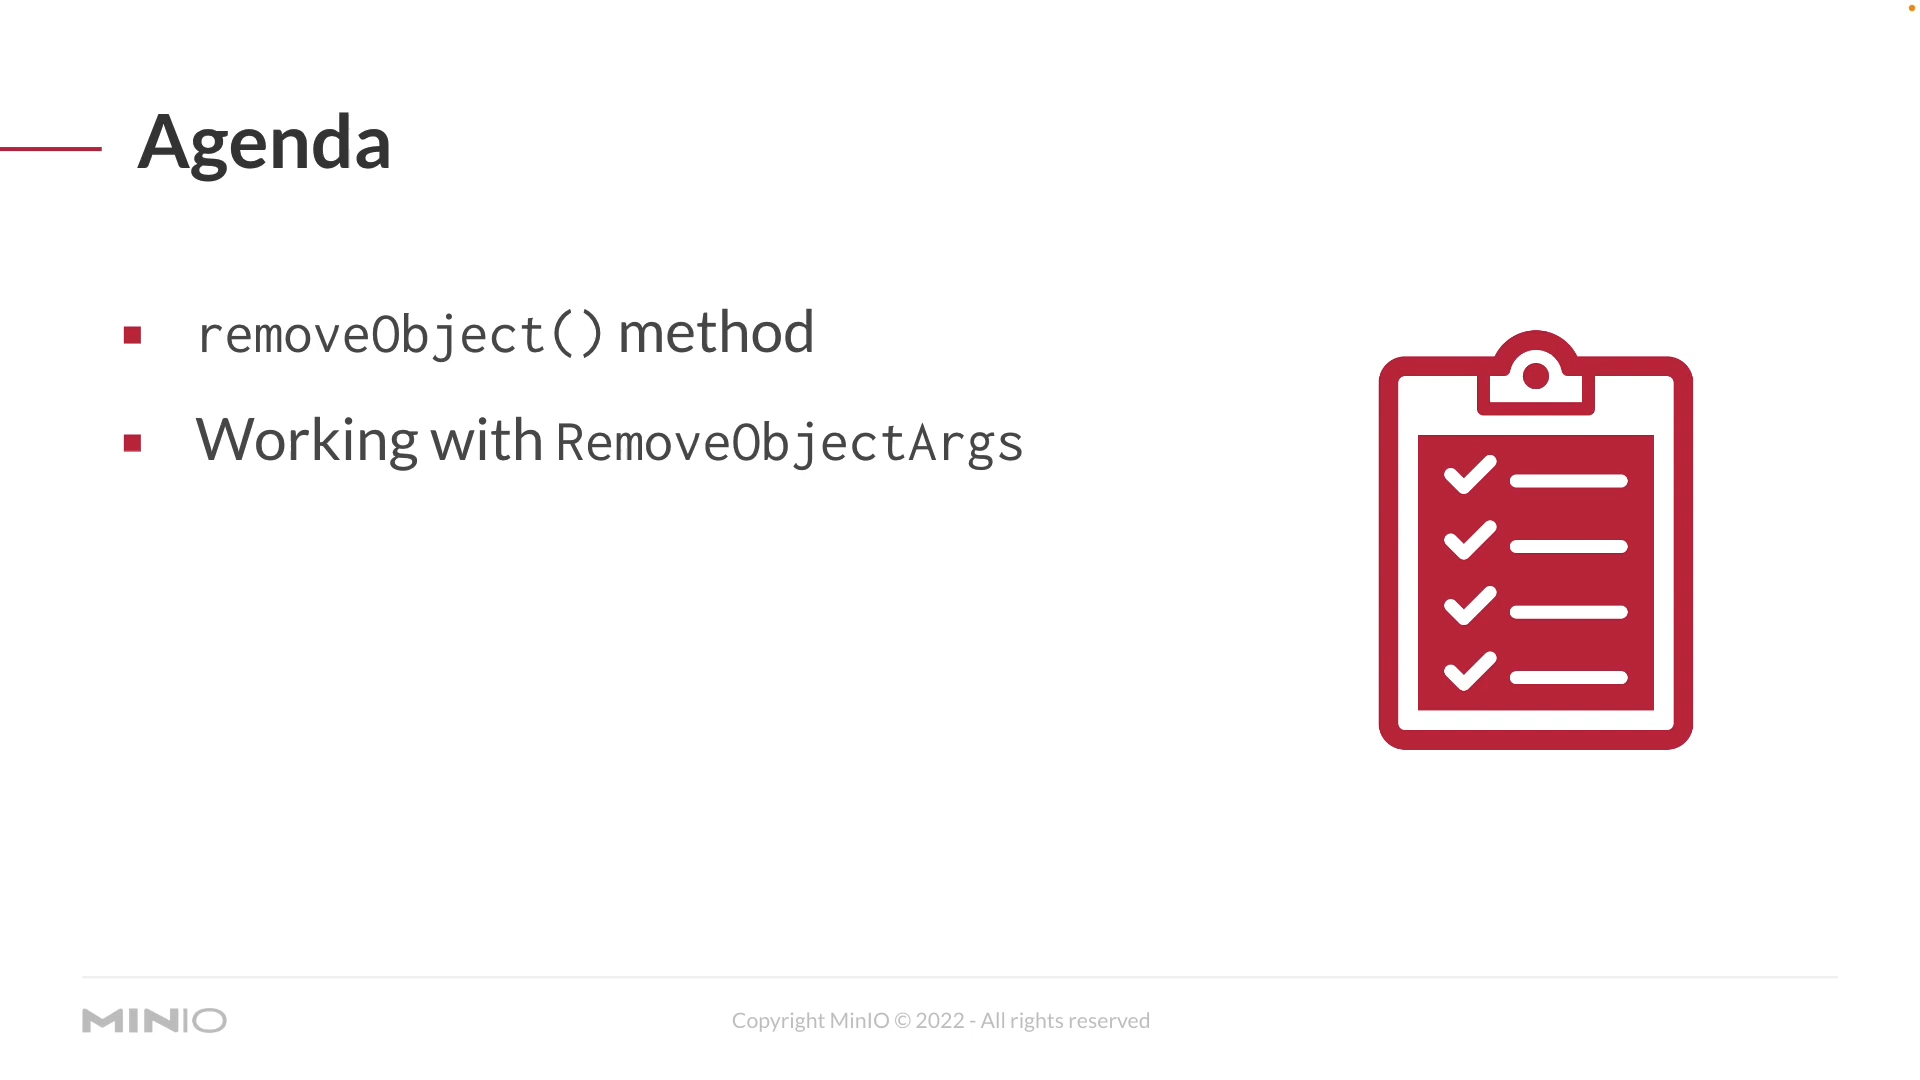 Agenda
removeObject() method
Working with RemoveObjectArgs
MINIO
Copyright MinIO © 2022 - All rights reserved